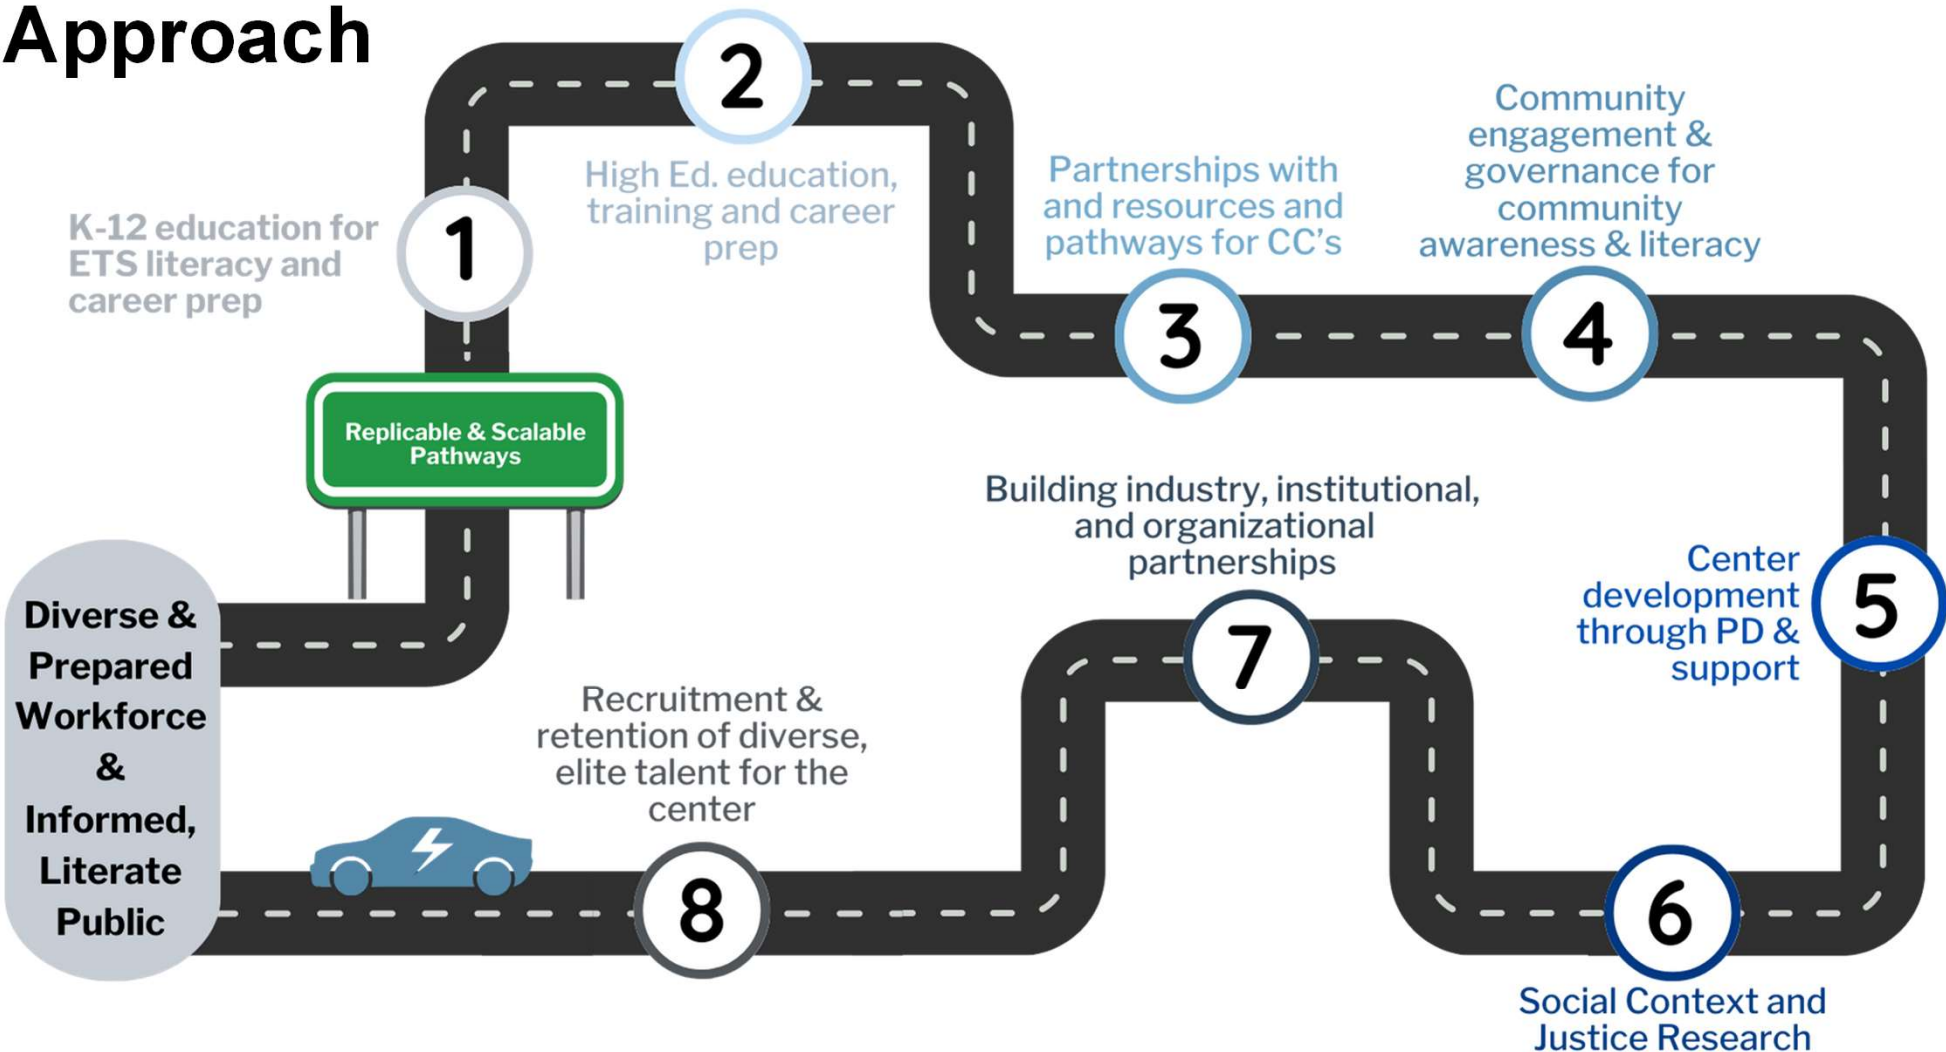 Approach
1
K-12 education for
ETS literacy and
career prep
2
High Ed. education,
training and career
prep
3
Partnerships with
and resources and
pathways for CC's
4
Community
engagement &
governance for
community
awareness & literacy
Replicable & Scalable
Pathways
5
Center
development
through PD &
support
6
Social Context and
Justice Research
7
Building industry, institutional,
and organizational
partnerships
8
Recruitment &
retention of diverse,
elite talent for the
center
Diverse &
Prepared
Workforce
&
Informed,
Literate
Public